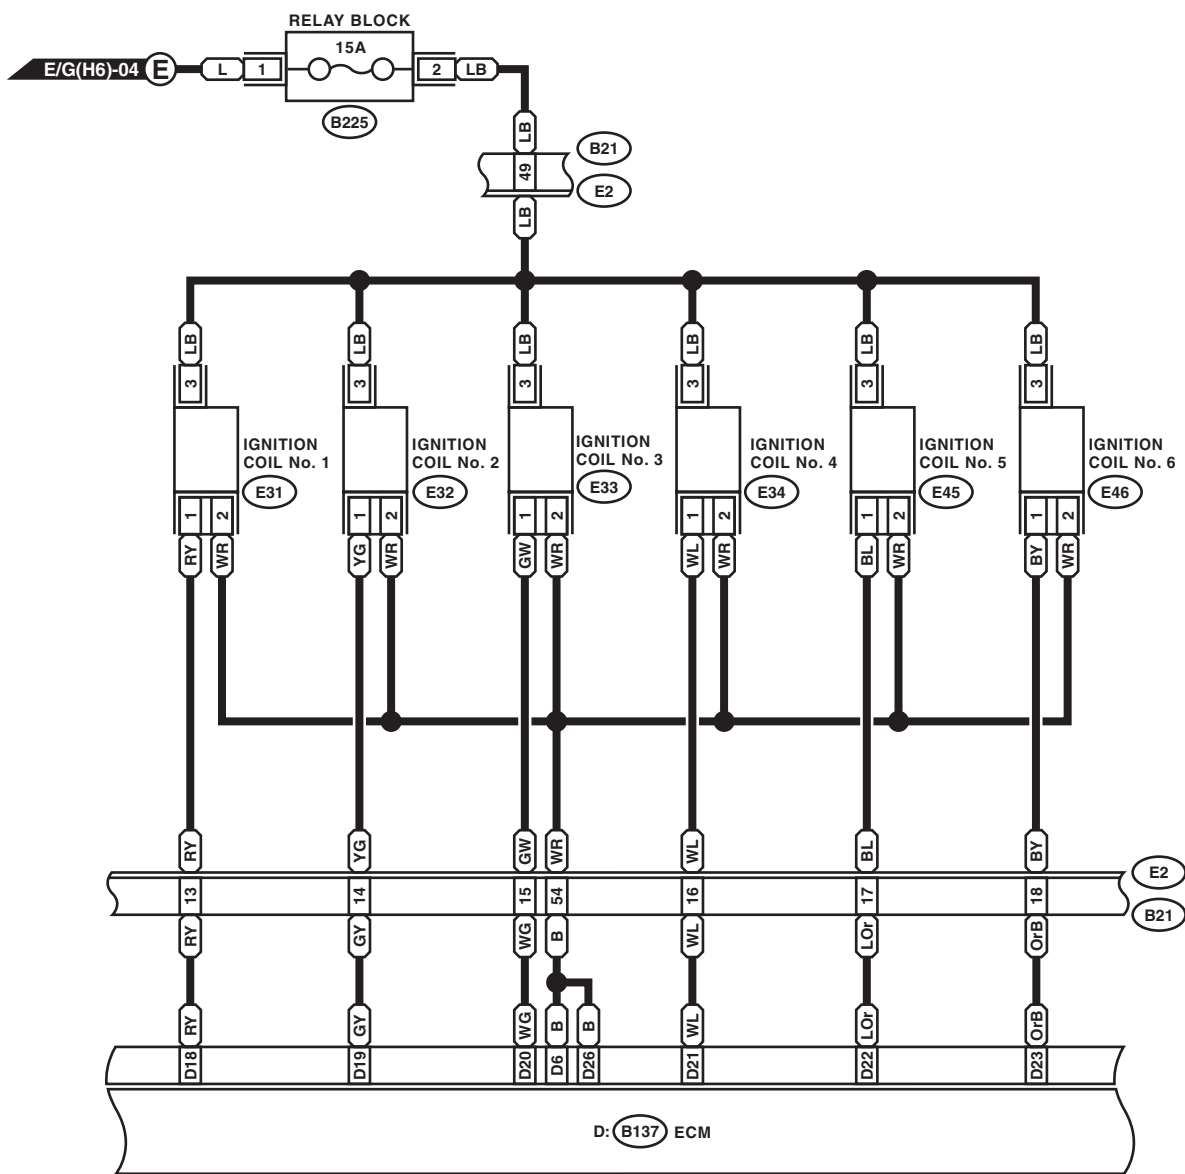 RELAY BLOCK
15A
E/G(H6)-04 E L 1 2 LB
B225
LB
B21
49
E2
LB
LB LB LB LB LB LB
3 3 3 3 3 3
IGNITION COIL No. 1
E31
IGNITION COIL No. 2
E32
IGNITION COIL No. 3
E33
IGNITION COIL No. 4
E34
IGNITION COIL No. 5
E45
IGNITION COIL No. 6
E46
1 2 1 2 1 2 1 2 1 2 1 2
RY WR YG WR GW WR WL WR BL WR BY WR
RY YG GW WR WL BL BY
E2
13 14 15 54 16 17 18
B21
RY GY WG B WL LOr OrB
RY GY WG B B WL LOr OrB
D18 D19 D20 D6 D26 D21 D22 D23
D: B137 ECM